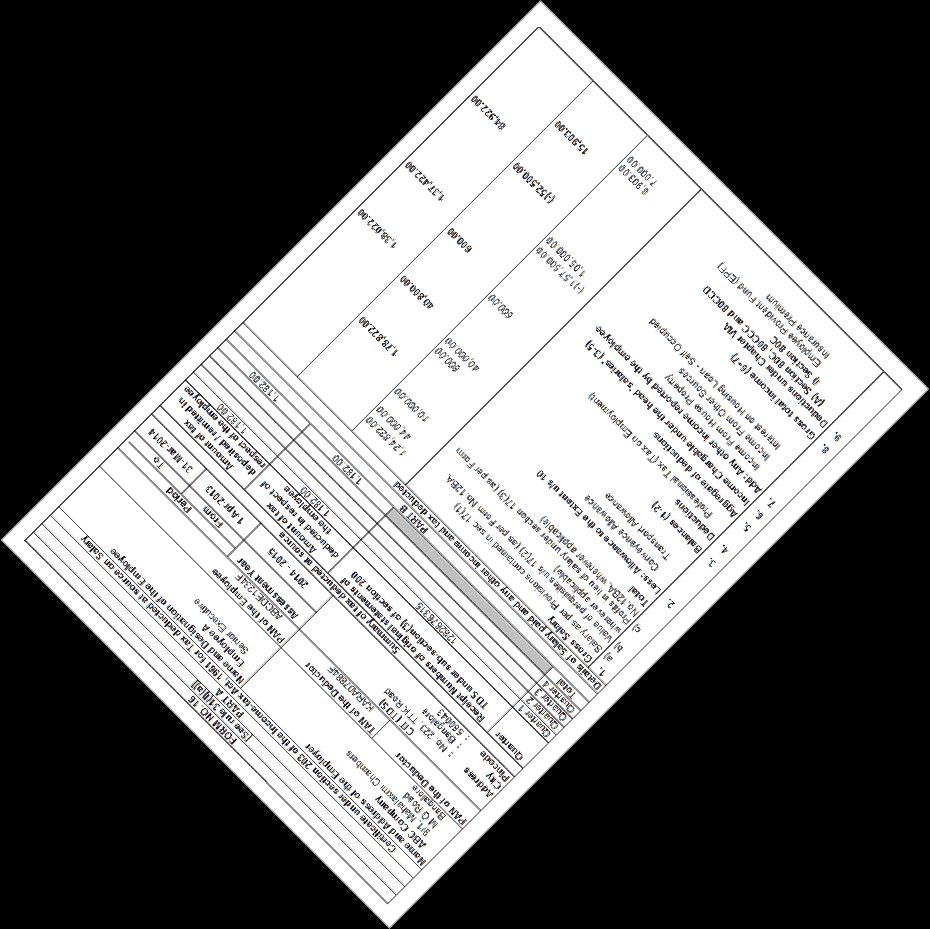 FORM NO 16
[See rule 31(1)(a)]
PART A
Certificate under section 203 of the Income tax Act, 1961 for Tax deducted at source on Salary
Name and Address of the Employer
Name and Designation of the Employee
ABC Company
Employee A
9/1, Mahalaxmi Chambers
Senior Executive
M G Road
Bangalore
PAN of the Deductor
TAN of the Deductor
PAN of the Employee
KARA07884F
ABCDE1234F
CIT (TDS)
Assessment Year
Period
Address : No. 223, TTK Road
2014 - 2015
From
To
City : Bangalore
1-Apr-2013
31-Mar-2014
Pincode : 560043
Summary of tax deducted at source
Quarter
Receipt Numbers of original statements of TDS under sub.section(3) of section 200
Amount of tax deducted in respect of the employee
Amount of tax deposited / remitted in respect of the employee
Quarter 1
1,182.00
1,182.00
Quarter 2
Quarter 3
Quarter 4
Total
1,182.00
1,182.00
PART B
Details of Salary paid and any other income and tax deducted
1. Gross Salary
a) Salary as per Provisions contained in sec 17(1)
1,24,822.00
b) Value of perquisites u/s 17(2) (as per Form No 12BA wherever applicable)
44,000.00
c) Profits in lieu of salary under section 17(3) (as per Form No. 12BA wherever applicable)
10,000.00
Total
1,78,822.00
2. Less: Allowance to the Extent u/s 10
Conveyance Allowance
800.00
Transport Allowance
40,000.00
40,800.00
3. Balances (1-2)
1,38,022.00
4. Deductions
Professional Tax (Tax on Employment)
600.00
5. Aggregate of deductions
600.00
6. Income Chargeable under the head 'Salaries (3-5)
1,37,422.00
7. Add: Any other income reported by the employee
Income From House Property
(-)1,57,500.00
Income from Other Sources
1,05,000.00
Interest on Housing Loan - Self Occupied
(-)52,500.00
8. Gross total Income (6-7)
84,922.00
9. Deductions under Chapter VIA
(A) Section 80C, 80CCC and 80CCD
i) Section 80C
Employee Provident Fund (EPF)
8,903.00
Insurance Premium
7,000.00
15,903.00